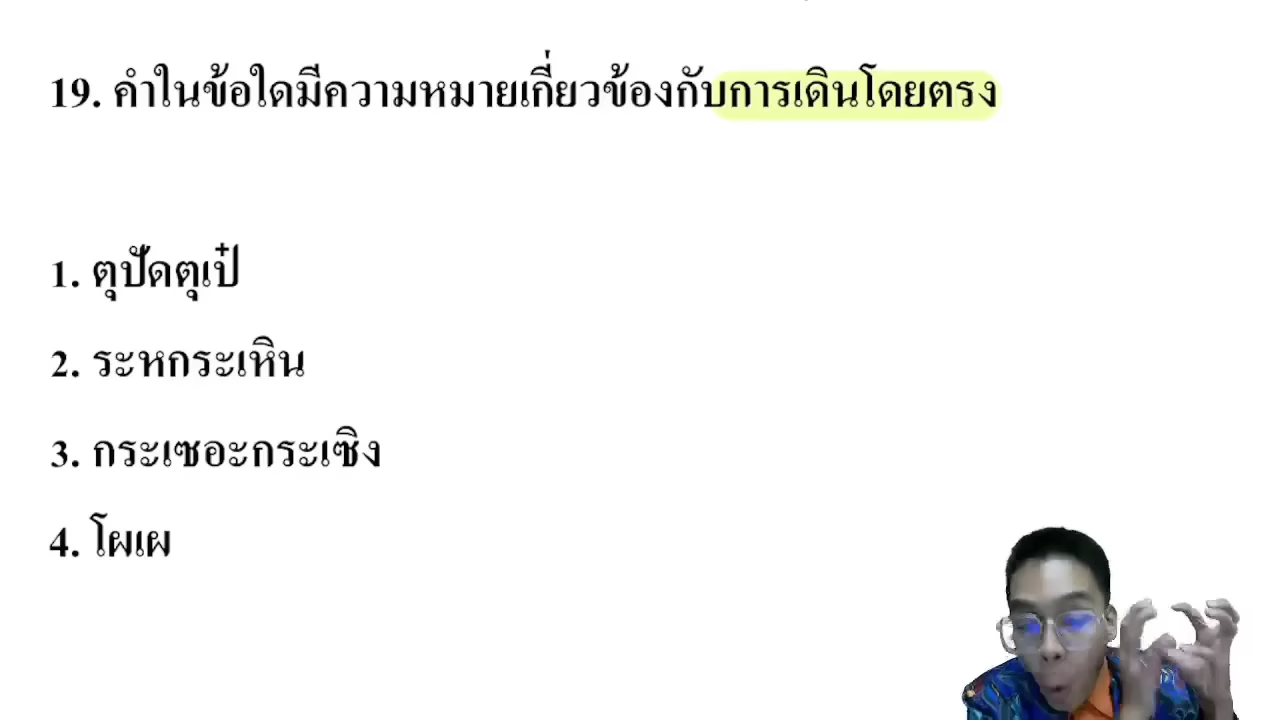 19. คำในข้อใดมีความหมายเกี่ยวข้องกับการเดินโดยตรง
1. ตุปัดตุเป๋
2. ระหกระเหิน
3. กระเซอะกระเซิง
4. โผเผ